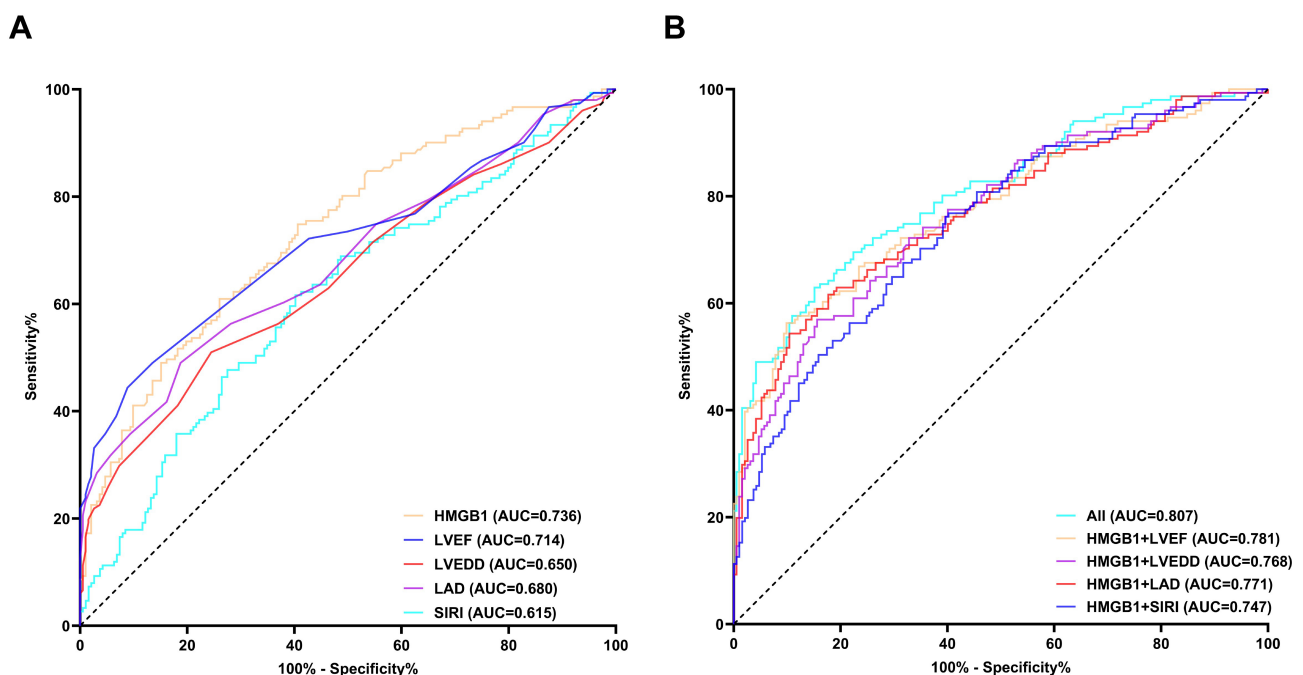 A
Sensitivity%
100
80
60
40
20
0
0 20 40 60 80 100
100% - Specificity%
HMGB1 (AUC=0.736)
LVEF (AUC=0.714)
LVEDD (AUC=0.650)
LAD (AUC=0.680)
SIRI (AUC=0.615)
B
Sensitivity%
100
80
60
40
20
0
0 20 40 60 80 100
100% - Specificity%
All (AUC=0.807)
HMGB1+LVEF (AUC=0.781)
HMGB1+LVEDD (AUC=0.768)
HMGB1+LAD (AUC=0.771)
HMGB1+SIRI (AUC=0.747)